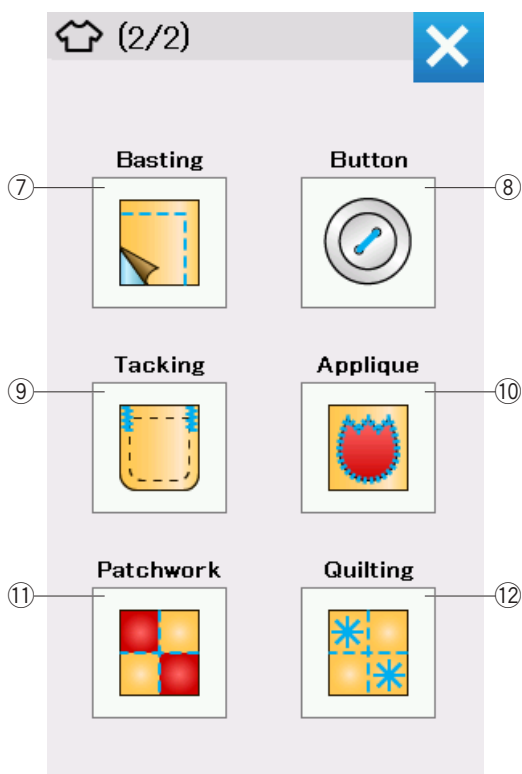 (2/2)
Basting Button
⑦ ⑧
Tacking Applique
⑨ ⑩
Patchwork Quilting
⑪ ⑫